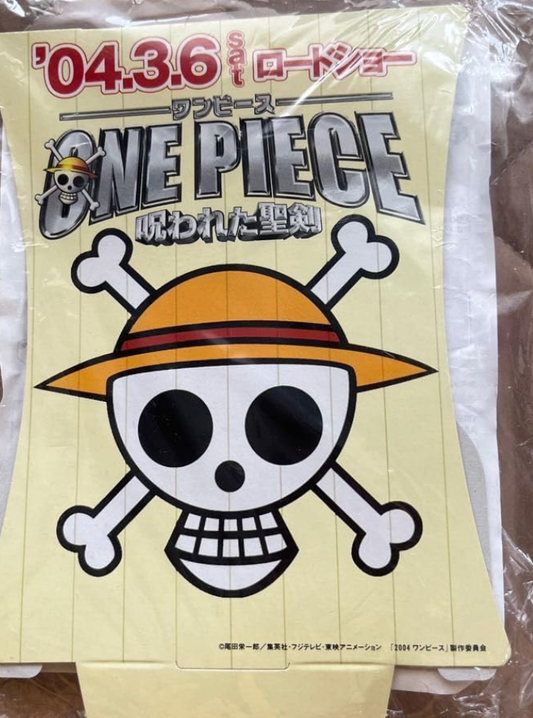 '04.3.6 sat ロードショー
ワンピース
ONE PIECE
呪われた聖剣
©尾田栄一郎／集英社・フジテレビ・東映アニメーション 「2004 ワンピース」製作委員会